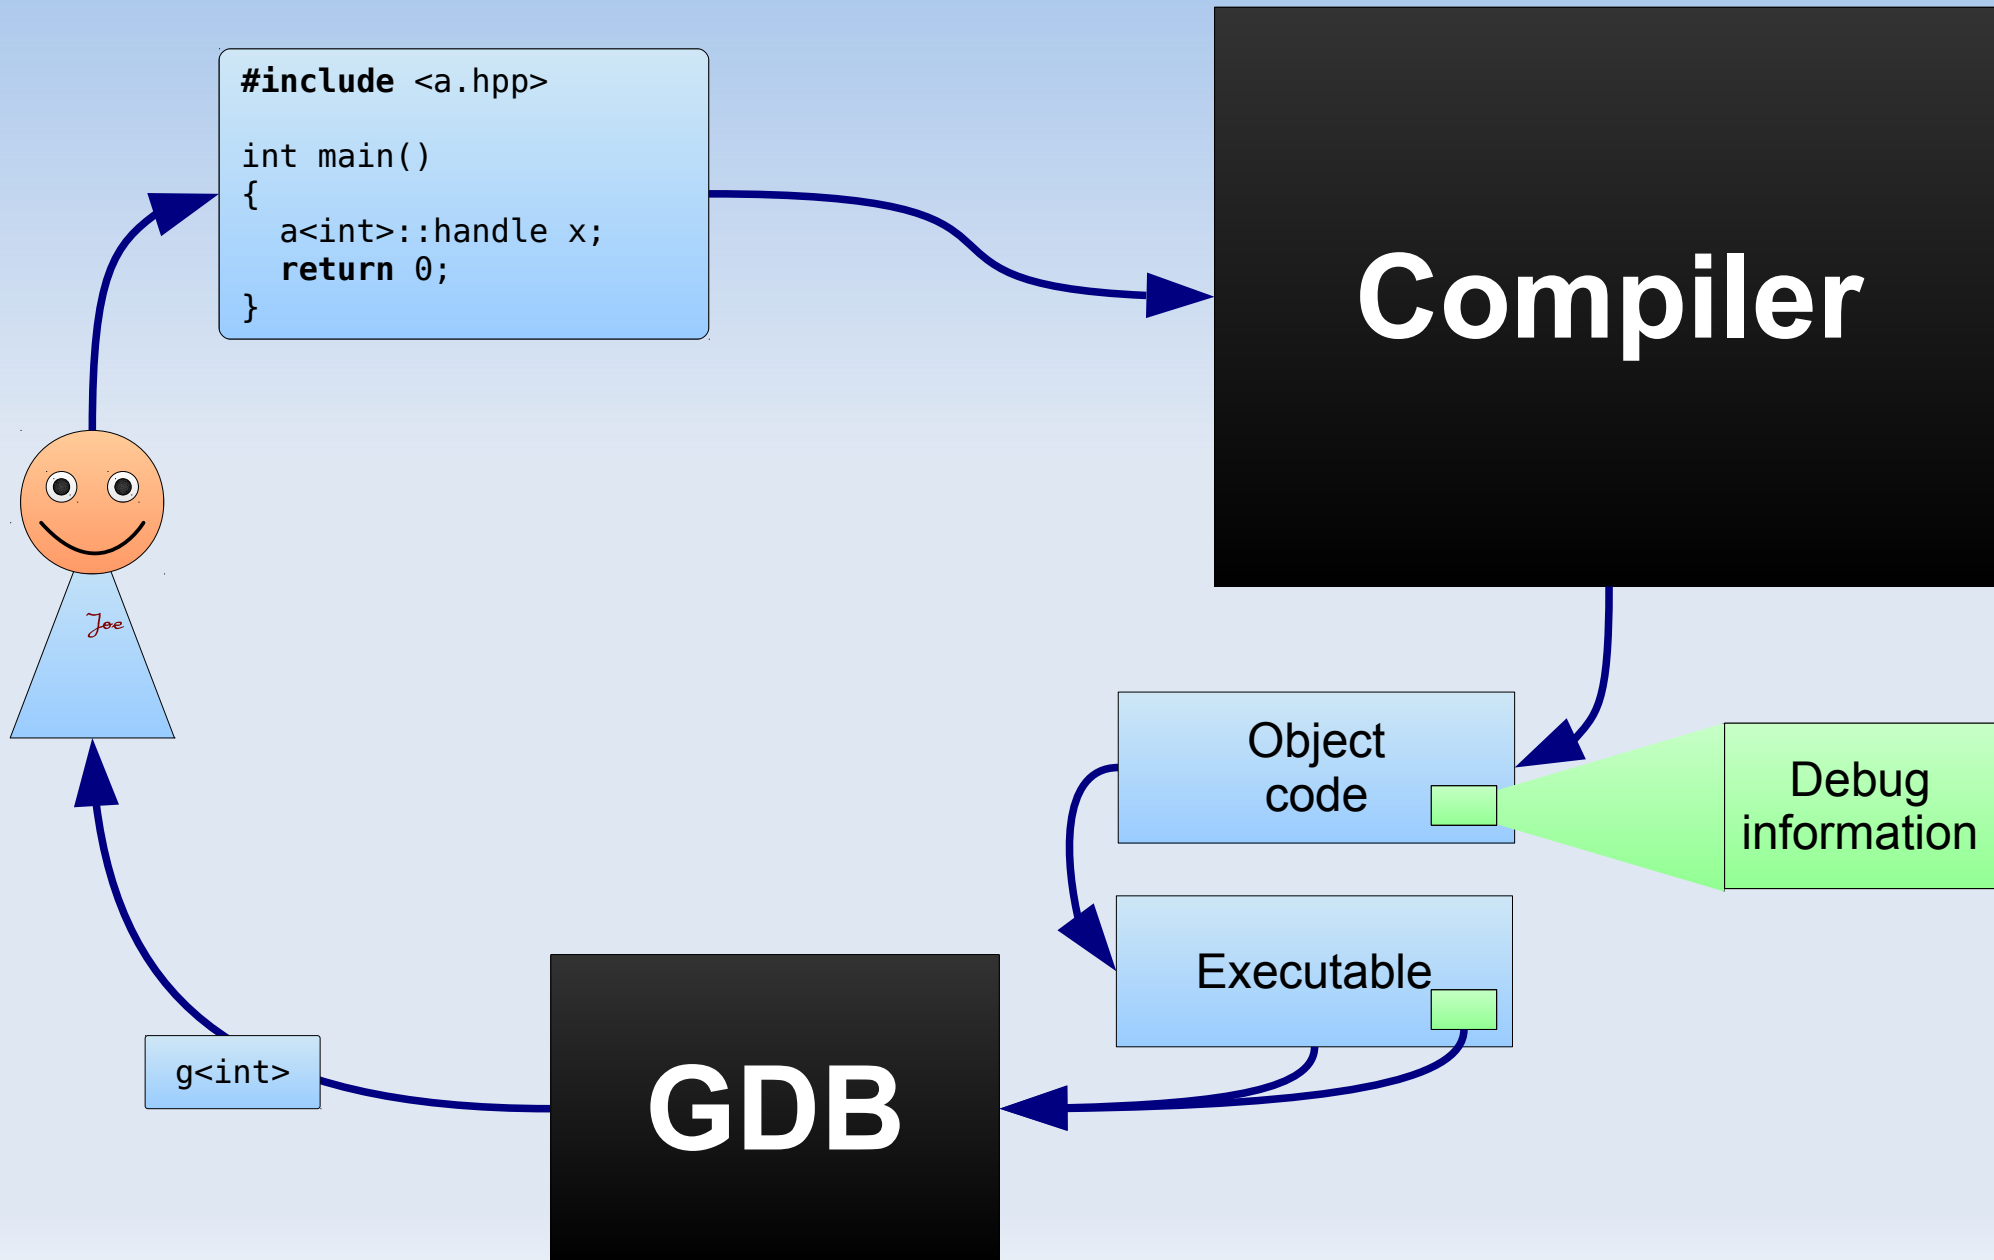 #include <a.hpp>
int main()
{
  a<int>::handle x;
  return 0;
}
Compiler
Joe
Object
code
Debug
information
Executable
g<int>
GDB